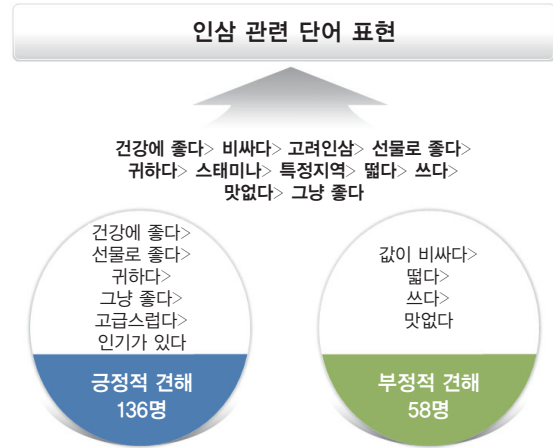 인삼 관련 단어 표현
건강에 좋다> 비싸다> 고려인삼> 선물로 좋다>
귀하다> 스태미나> 특정지역> 떫다> 쓰다>
맛없다> 그냥 좋다
건강에 좋다>
선물로 좋다>
귀하다>
그냥 좋다>
고급스럽다>
인기가 있다
긍정적 견해
136명
값이 비싸다>
떫다>
쓰다>
맛없다
부정적 견해
58명